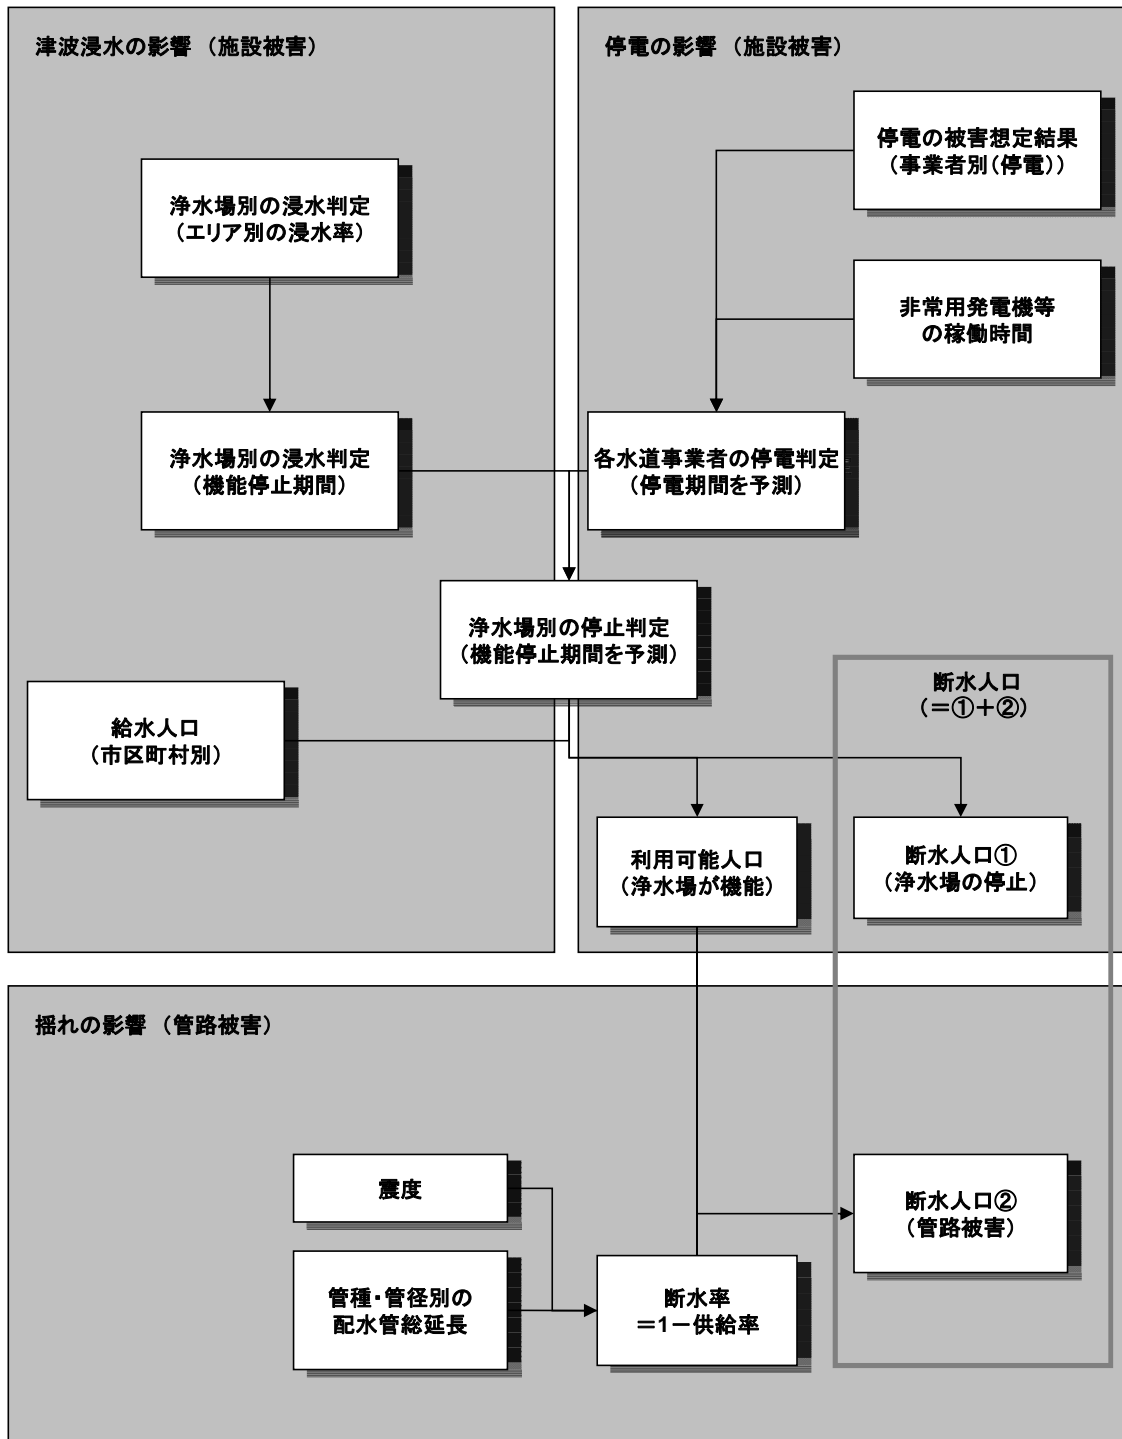 津波浸水の影響 （施設被害）
停電の影響 （施設被害）
停電の被害想定結果
（事業者別（停電））
浄水場別の浸水判定
（エリア別の浸水率）
非常用発電機等
の稼働時間
浄水場別の浸水判定
（機能停止期間）
各水道事業者の停電判定
（停電期間を予測）
浄水場別の停止判定
（機能停止期間を予測）
断水人口
（＝①＋②）
給水人口
（市区町村別）
利用可能人口
（浄水場が機能）
断水人口①
（浄水場の停止）
揺れの影響 （管路被害）
震度
断水人口②
（管路被害）
管種・管径別の
配水管総延長
断水率
＝1－供給率